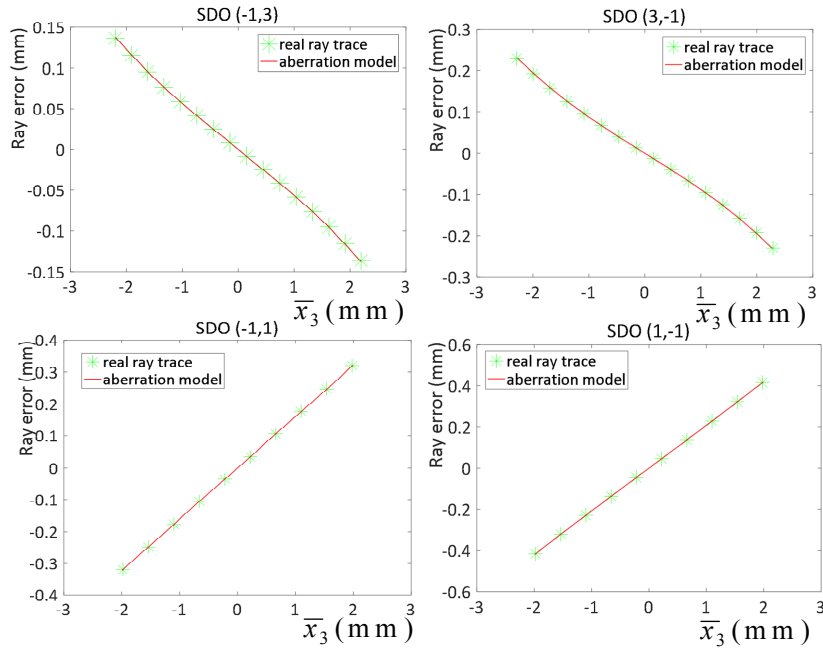 SDO (-1,3)
0.15
0.1
0.05
0
-0.05
-0.1
0.15
Ray error (mm)
real ray trace
aberration model
-3 -2 -1 0 1 2 3
x̅₃ (mm)
SDO (3,-1)
0.3
0.2
0.1
0
-0.1
-0.2
-0.3
Ray error (mm)
real ray trace
aberration model
-3 -2 -1 0 1 2 3
x̅₃ (mm)
SDO (-1,1)
-0.4
0.3
0.2
0.1
0
-0.1
-0.2
-0.3
-0.4
Ray error (mm)
real ray trace
aberration model
-3 -2 -1 0 1 2 3
x̅₃ (mm)
SDO (1,-1)
0.6
0.4
0.2
0
-0.2
-0.4
-0.6
Ray error (mm)
real ray trace
aberration model
-3 -2 -1 0 1 2 3
x̅₃ (mm)